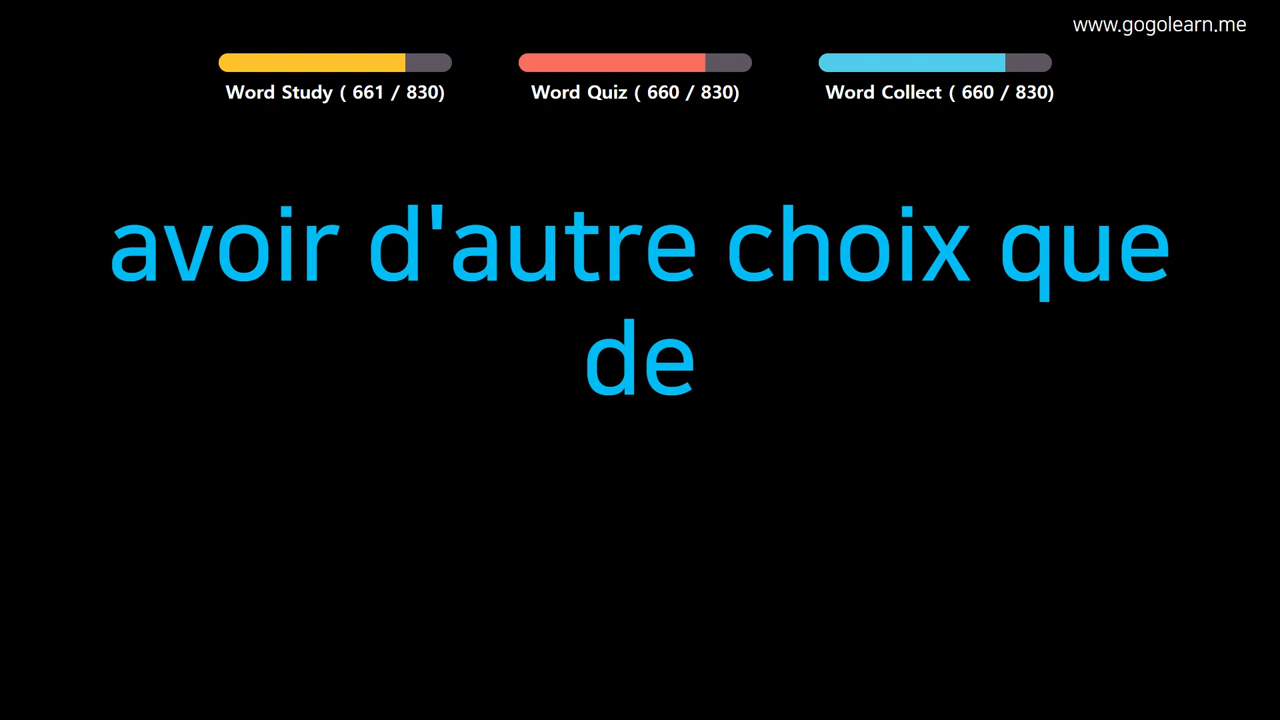 www.gogolearn.me
Word Study ( 661 / 830)
Word Quiz ( 660 / 830)
Word Collect ( 660 / 830)
avoir d'autre choix que
de